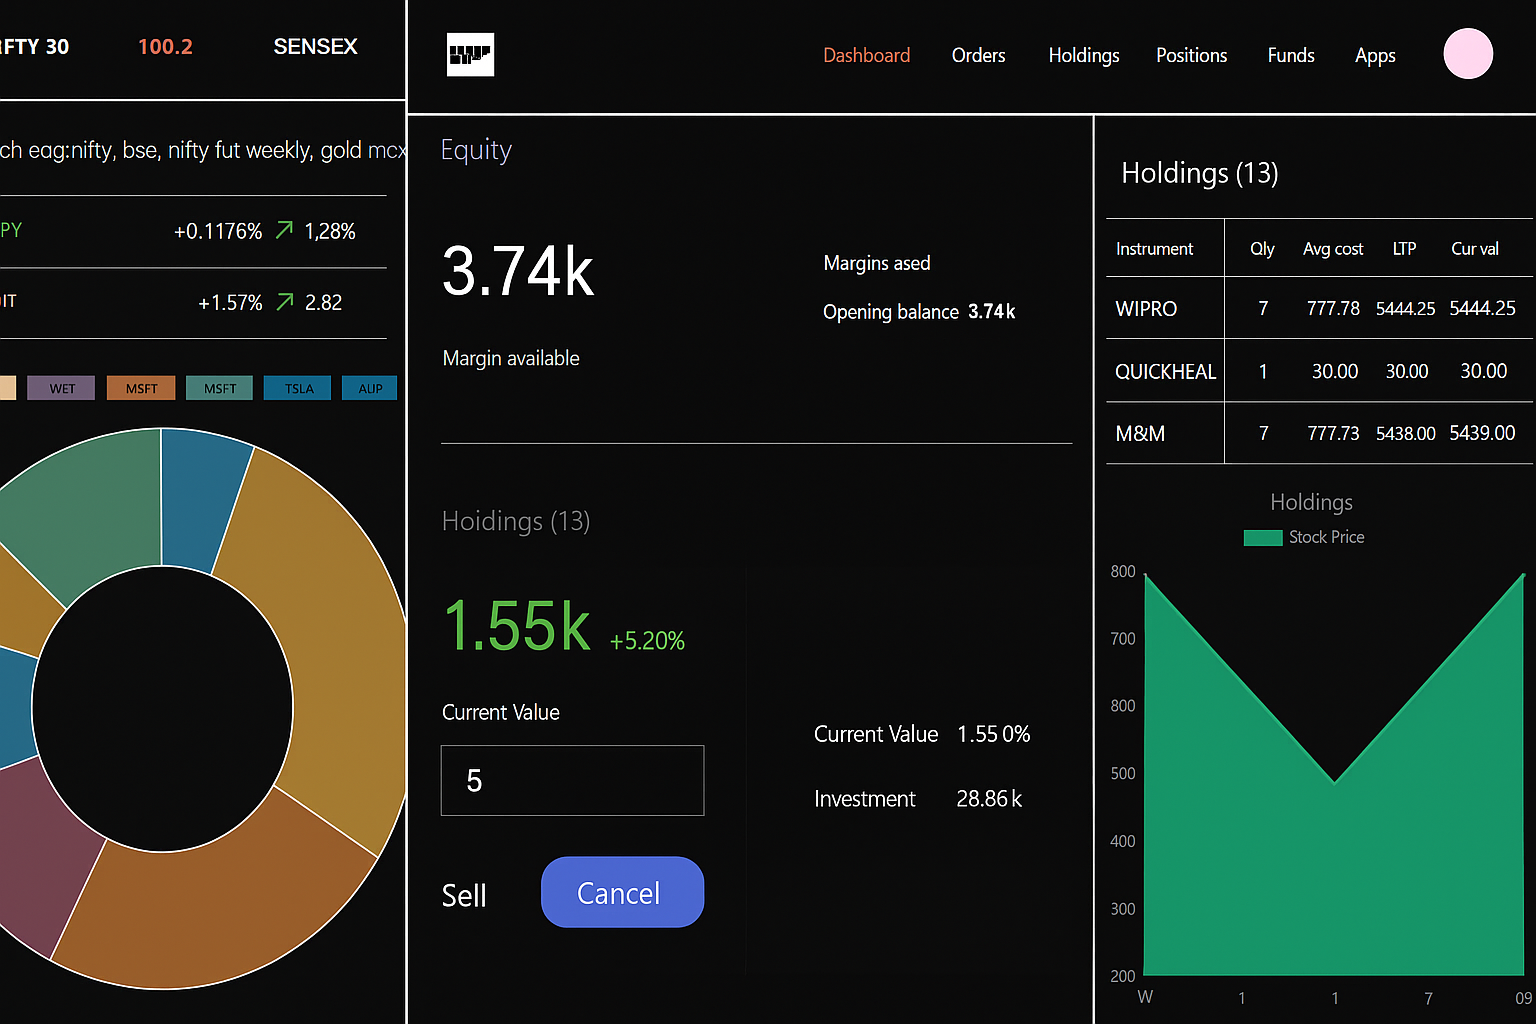 FTY 30 100.2 SENSEX
Dashboard Orders Holdings Positions Funds Apps
ch eag:nifty, bse, nifty fut weekly, gold mcx
PY +0.1176% 1,28%
IT +1.57% 2.82
WET MSFT MSFT TSLA AUP
Equity
3.74k
Margin available
Margins ased
Opening balance 3.74k
Hoidings (13)
1.55k +5.20%
Current Value
5
Sell Cancel
Current Value 1.55 0%
Investment 28.86 k
Holdings (13)
Instrument Qly Avg cost LTP Cur val
WIPRO 7 777.78 5444.25 5444.25
QUICKHEAL 1 30.00 30.00 30.00
M&M 7 777.73 5438.00 5439.00
Holdings
Stock Price
800
700
800
500
400
300
200
W 1 1 7 09